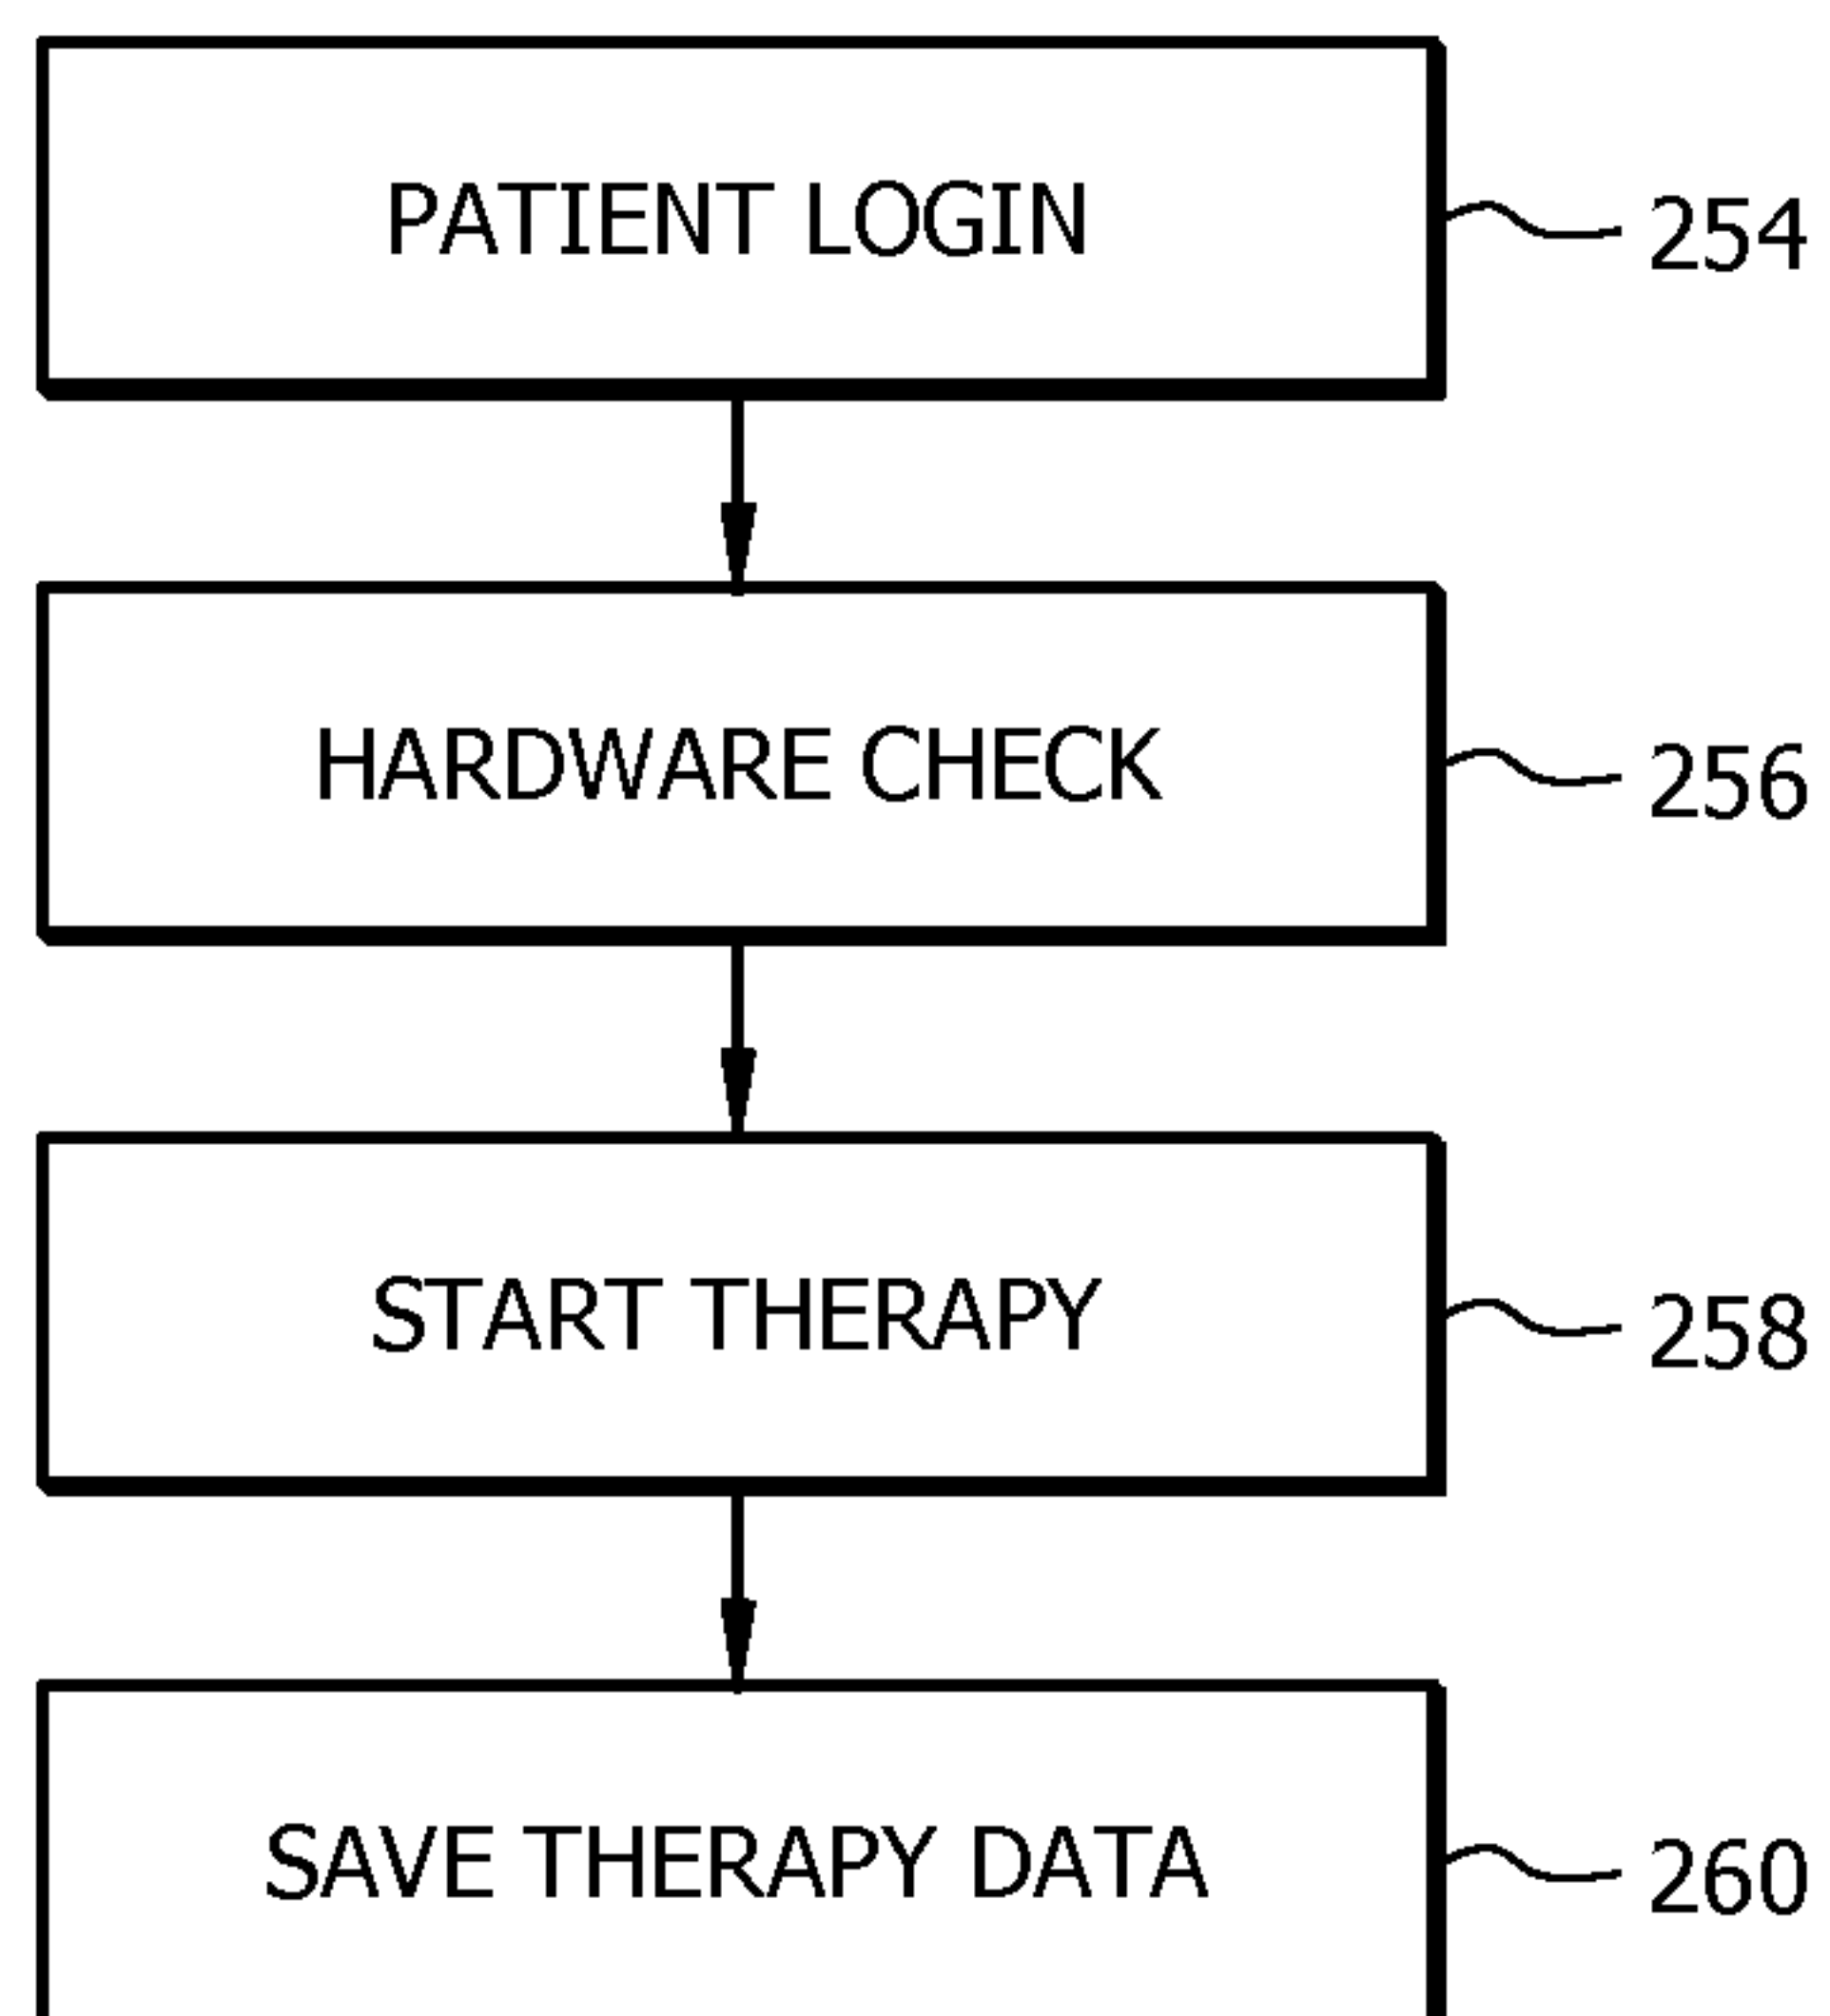 PATIENT LOGIN
254
HARDWARE CHECK
256
START THERAPY
258
SAVE THERAPY DATA
260